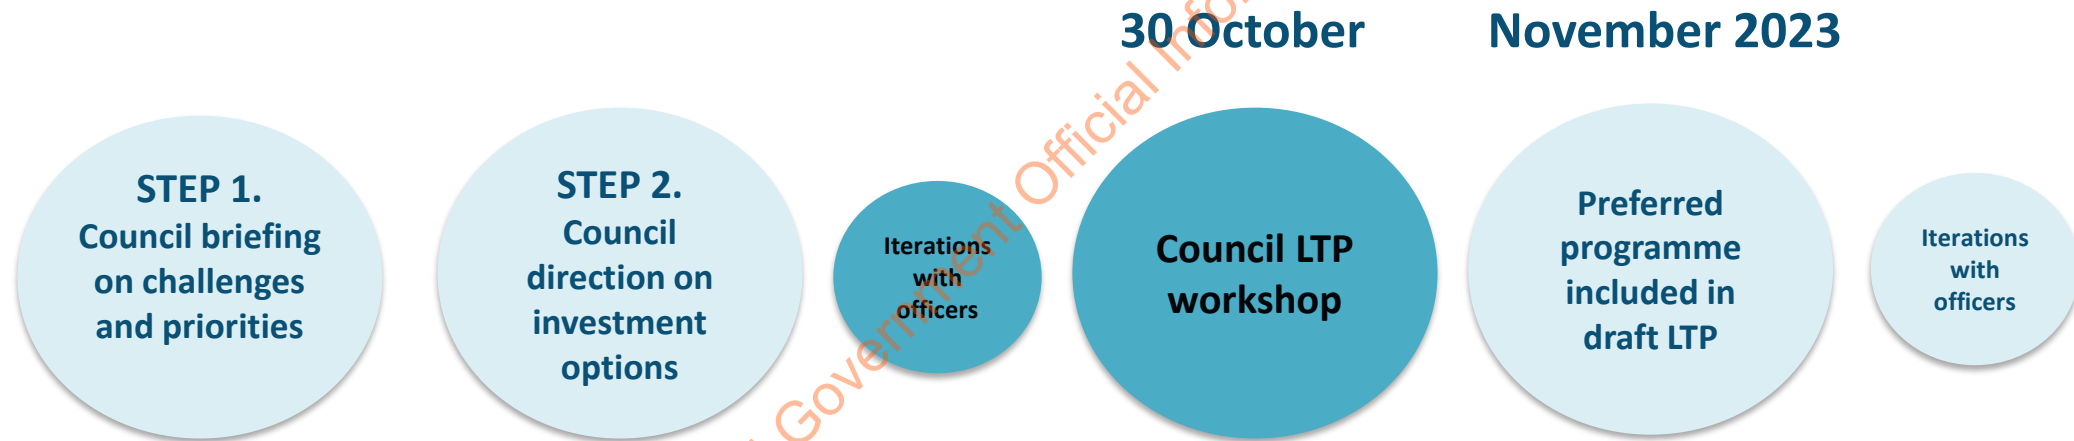 30 October
November 2023
STEP 1.
Council briefing
on challenges
and priorities
STEP 2.
Council
direction on
investment
options
Iterations
with
officers
Council LTP
workshop
Preferred
programme
included in
draft LTP
Iterations
with
officers
Government Official